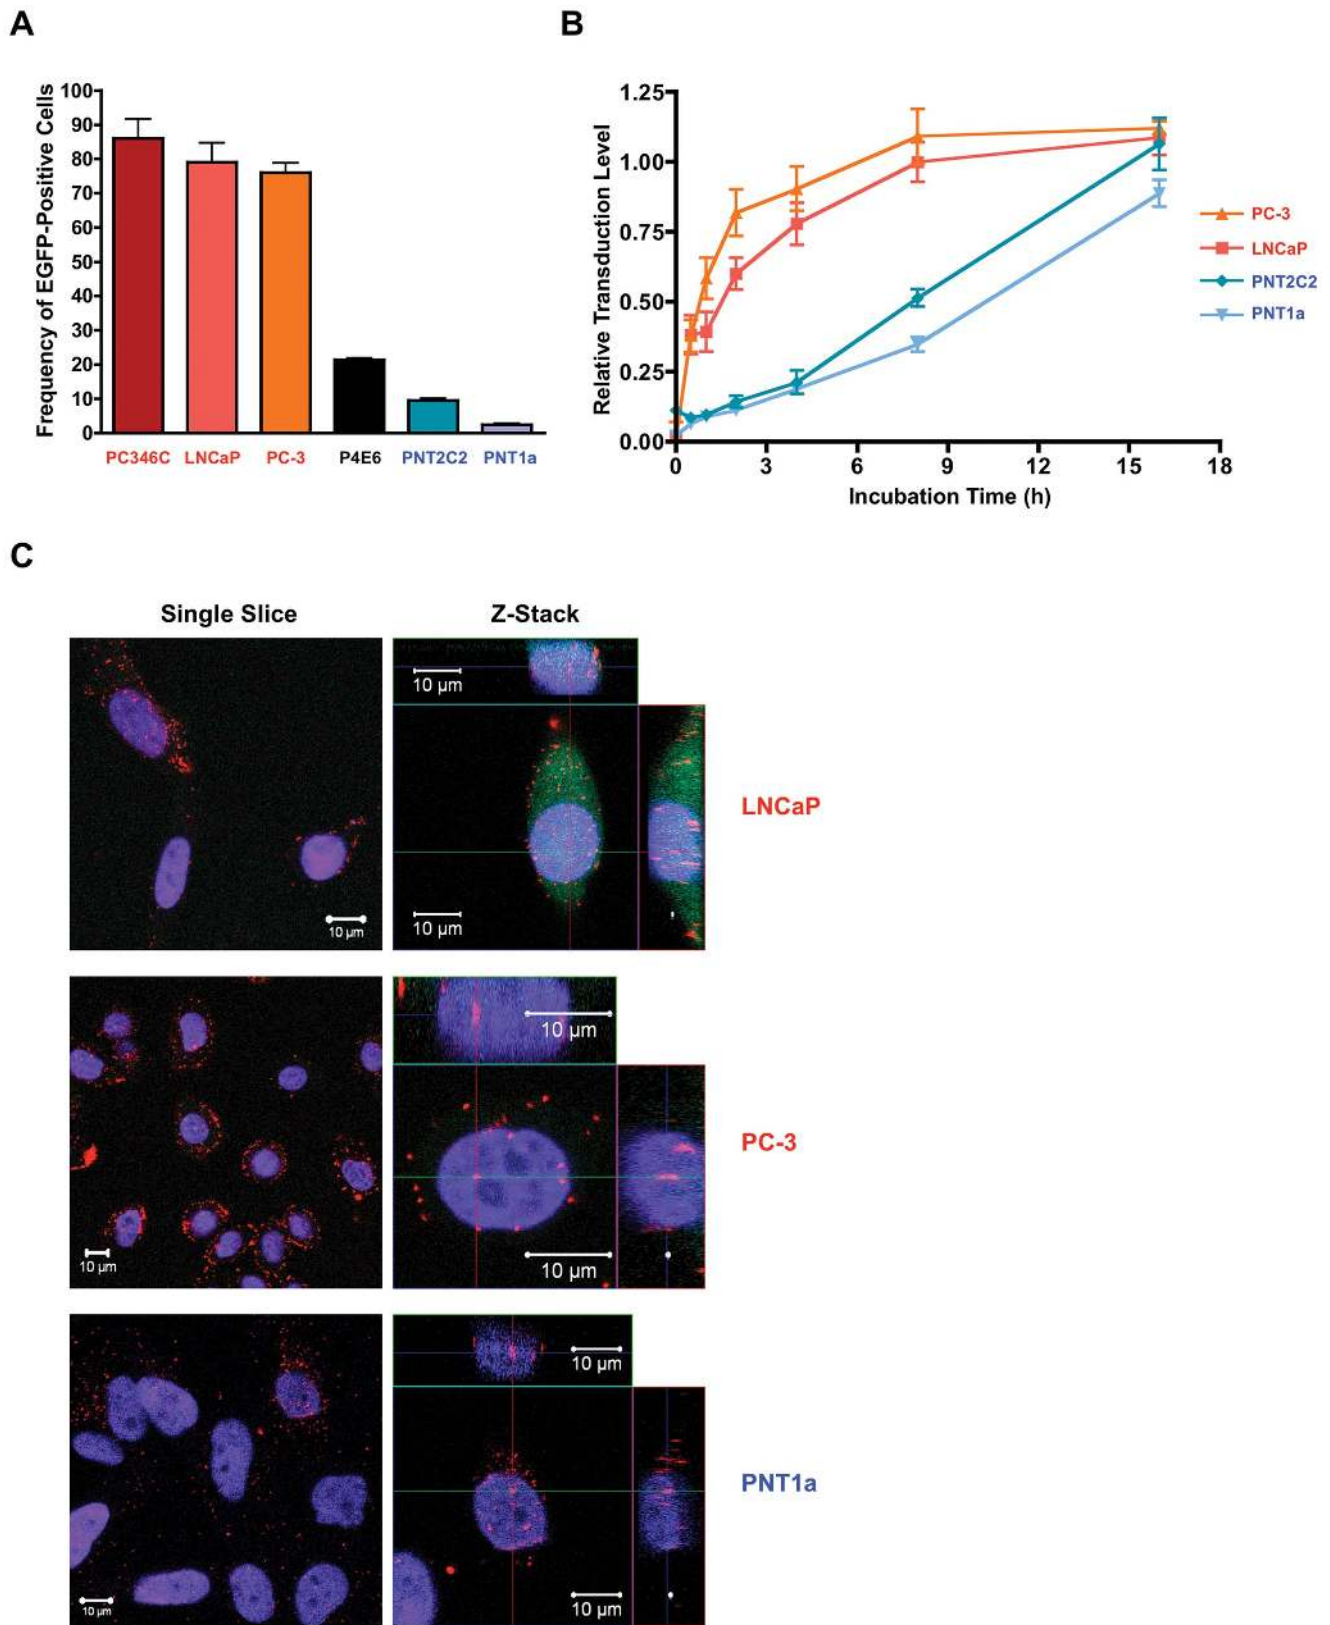 A
B
Frequency of EGFP-Positive Cells
100
90
80
70
60
50
40
30
20
10
0
PC346C LNCaP PC-3 P4E6 PNT2C2 PNT1a
Relative Transduction Level
1.25
1.00
0.75
0.50
0.25
0.00
0 3 6 9 12 15 18
Incubation Time (h)
PC-3
LNCaP
PNT2C2
PNT1a
C
Single Slice Z-Stack
10 µm
10 µm
10 µm
LNCaP
10 µm
10 µm
10 µm
PC-3
10 µm
10 µm
10 µm
PNT1a